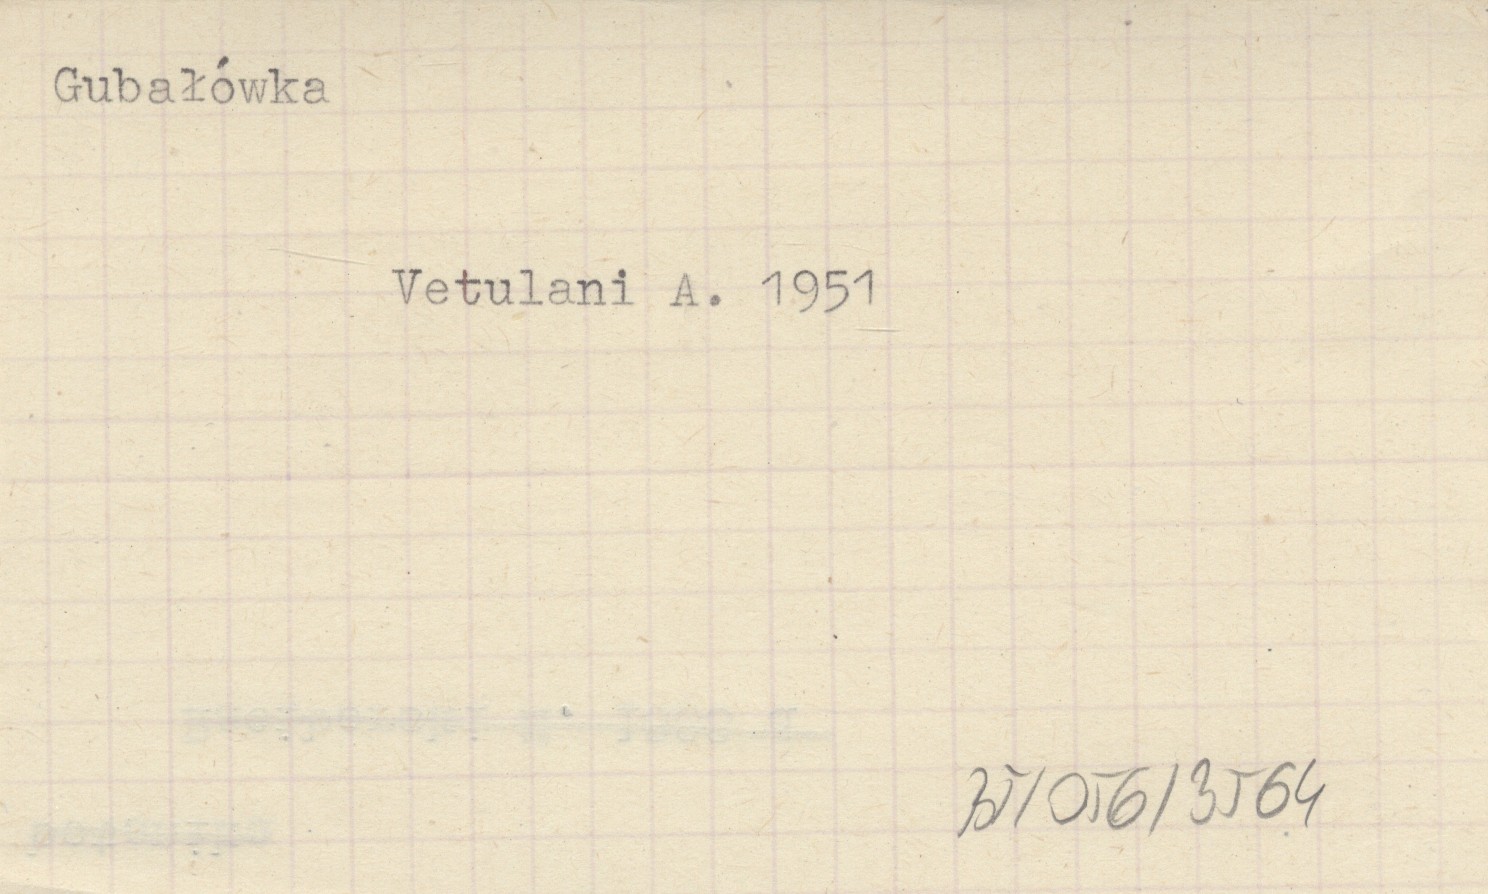 Gubałówka
Vetulani A. 1951
35/056/3564